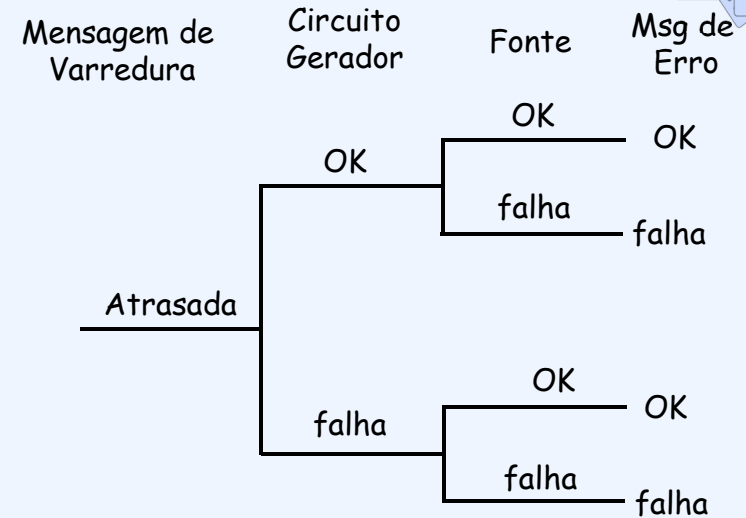 Mensagem de
Varredura
Circuito
Gerador
Fonte
Msg de
Erro
OK
OK
OK
falha
falha
Atrasada
OK
OK
falha
falha
falha